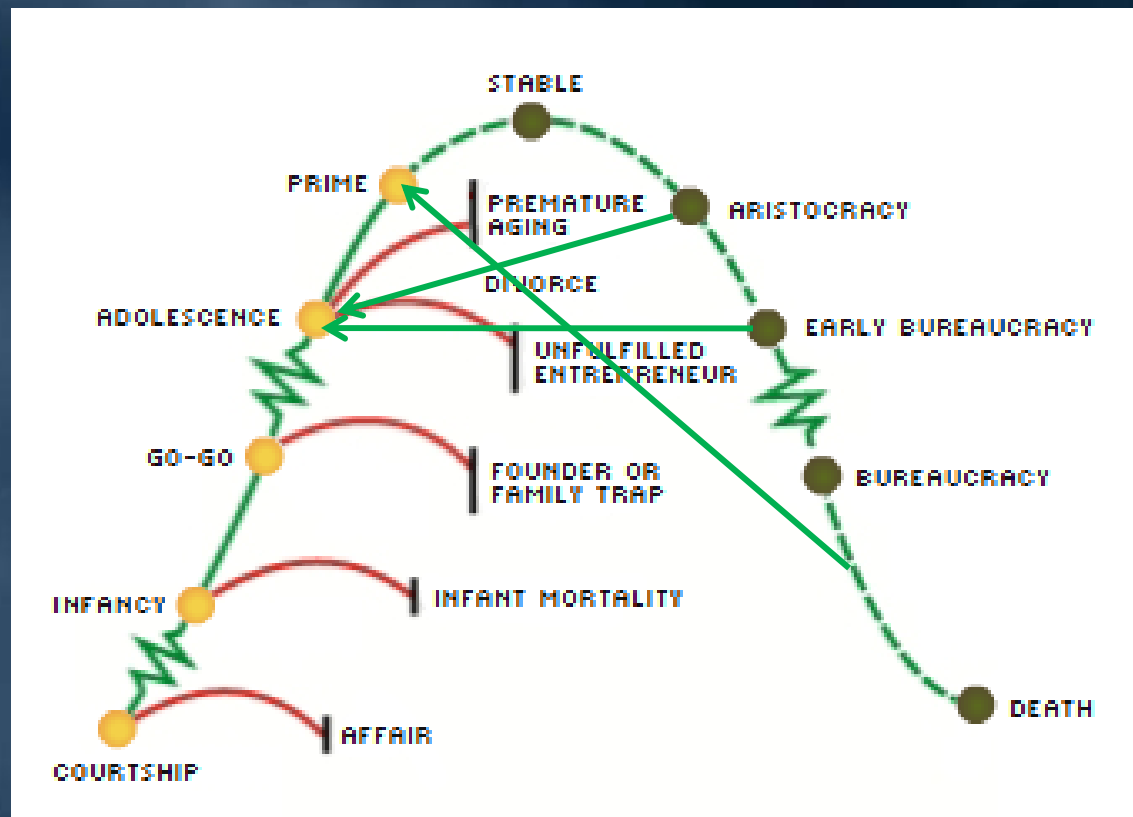 STABLE
PRIME
PREMATURE
AGING
ARISTOCRACY
DIVORCE
ADOLESCENCE
EARLY BUREAUCRACY
UNFULFILLED
ENTREPRENEUR
GO-GO
FOUNDER OR
FAMILY TRAP
BUREAUCRACY
INFANCY
INFANT MORTALITY
DEATH
AFFAIR
COURTSHIP